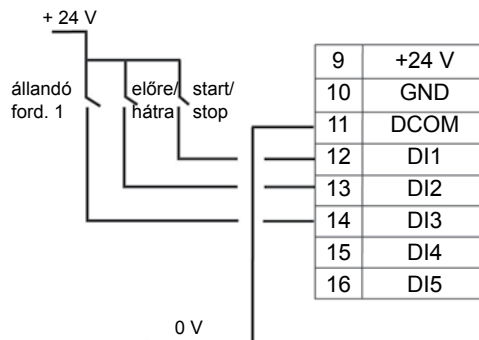 + 24 V
állandó
ford. 1
előre/
hátra
start/
stop
9 +24 V
10 GND
11 DCOM
12 DI1
13 DI2
14 DI3
15 DI4
16 DI5
0 V